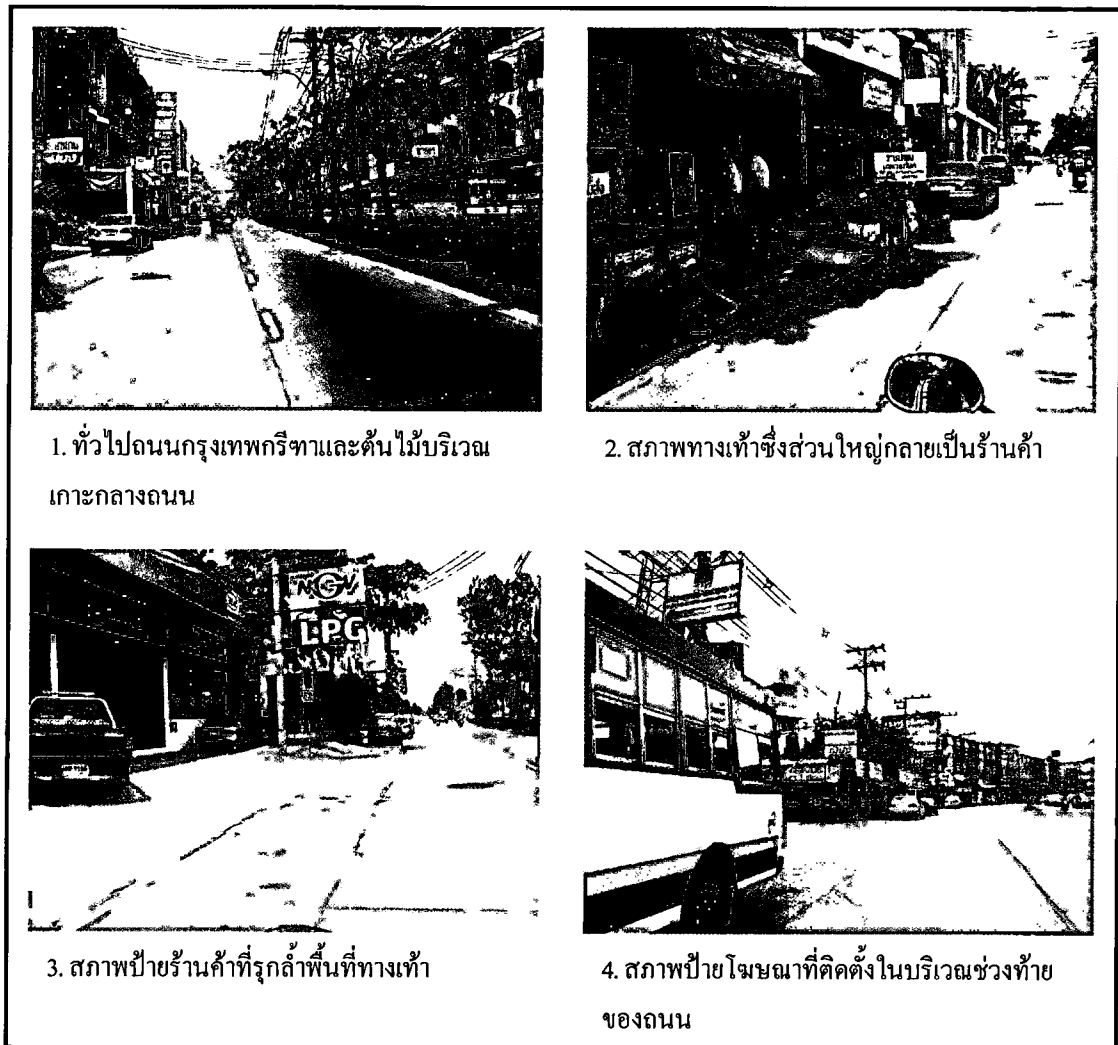 NGV
LPG
1. ทั่วไปถนนกรุงเทพกรีฑาและต้นไม้บริเวณ
เกาะกลางถนน
2. สภาพทางเท้าซึ่งส่วนใหญ่กลายเป็นร้านค้า
3. สภาพป้ายร้านค้าที่รุกล้ำพื้นที่ทางเท้า
4. สภาพป้ายโฆษณาที่ติดตั้งในบริเวณช่วงท้าย
ของถนน